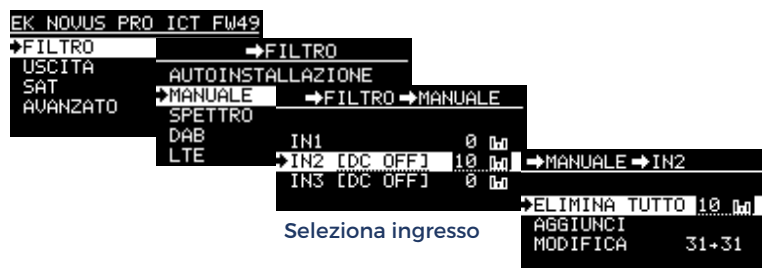 EK NOVUS PRO ICT FW49
➔FILTRO
USCITA
SAT
AVANZATO
➔FILTRO
AUTOINSTALLAZIONE
➔MANUALE
SPETTRO
DAB
LTE
➔FILTRO ➔MANUALE
IN1 0
➔IN2 [DC OFF] 10
IN3 [DC OFF] 0
Seleziona ingresso
➔MANUALE ➔IN2
➔ELIMINA TUTTO 10
AGGIUNCI
MODIFICA 31→31